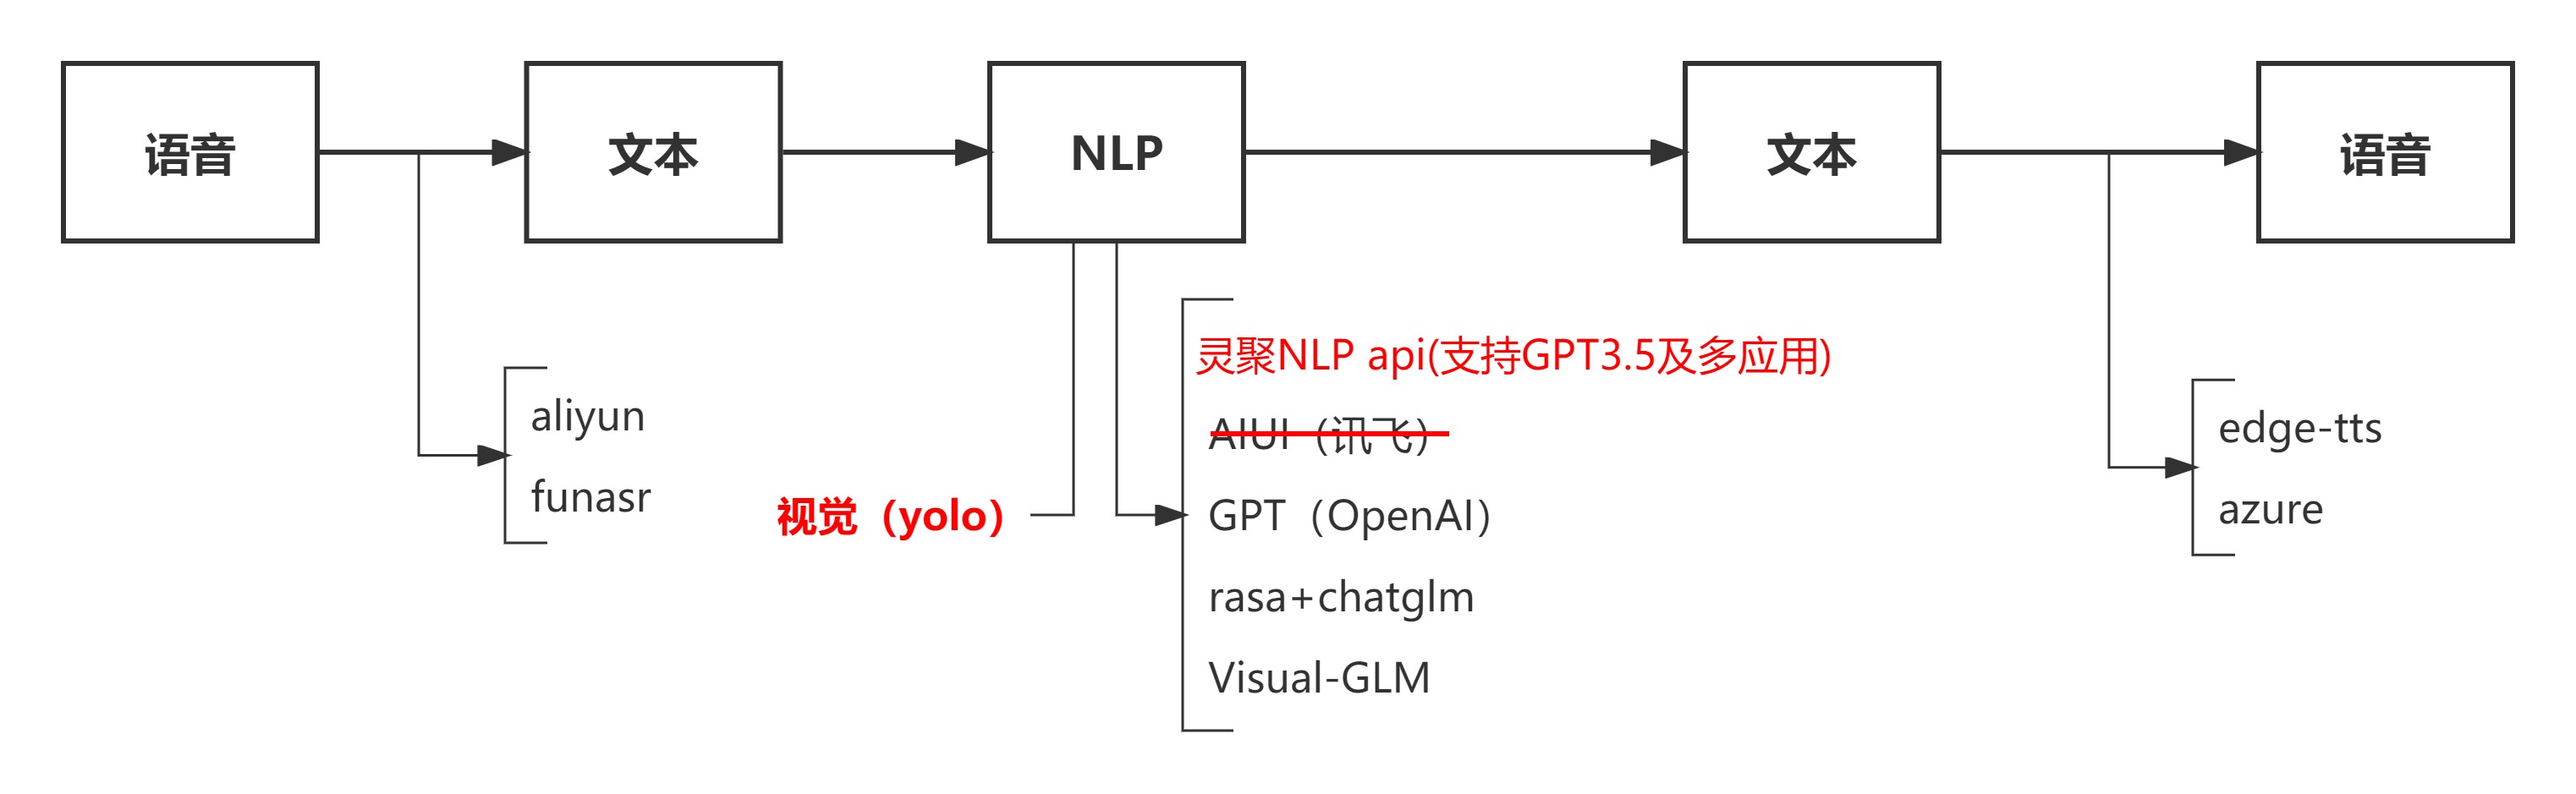 语音
文本
NLP
文本
语音
aliyun
funasr
视觉（yolo）
灵聚NLP api(支持GPT3.5及多应用)
AIUI（讯飞）
GPT（OpenAI）
rasa+chatglm
Visual-GLM
edge-tts
azure